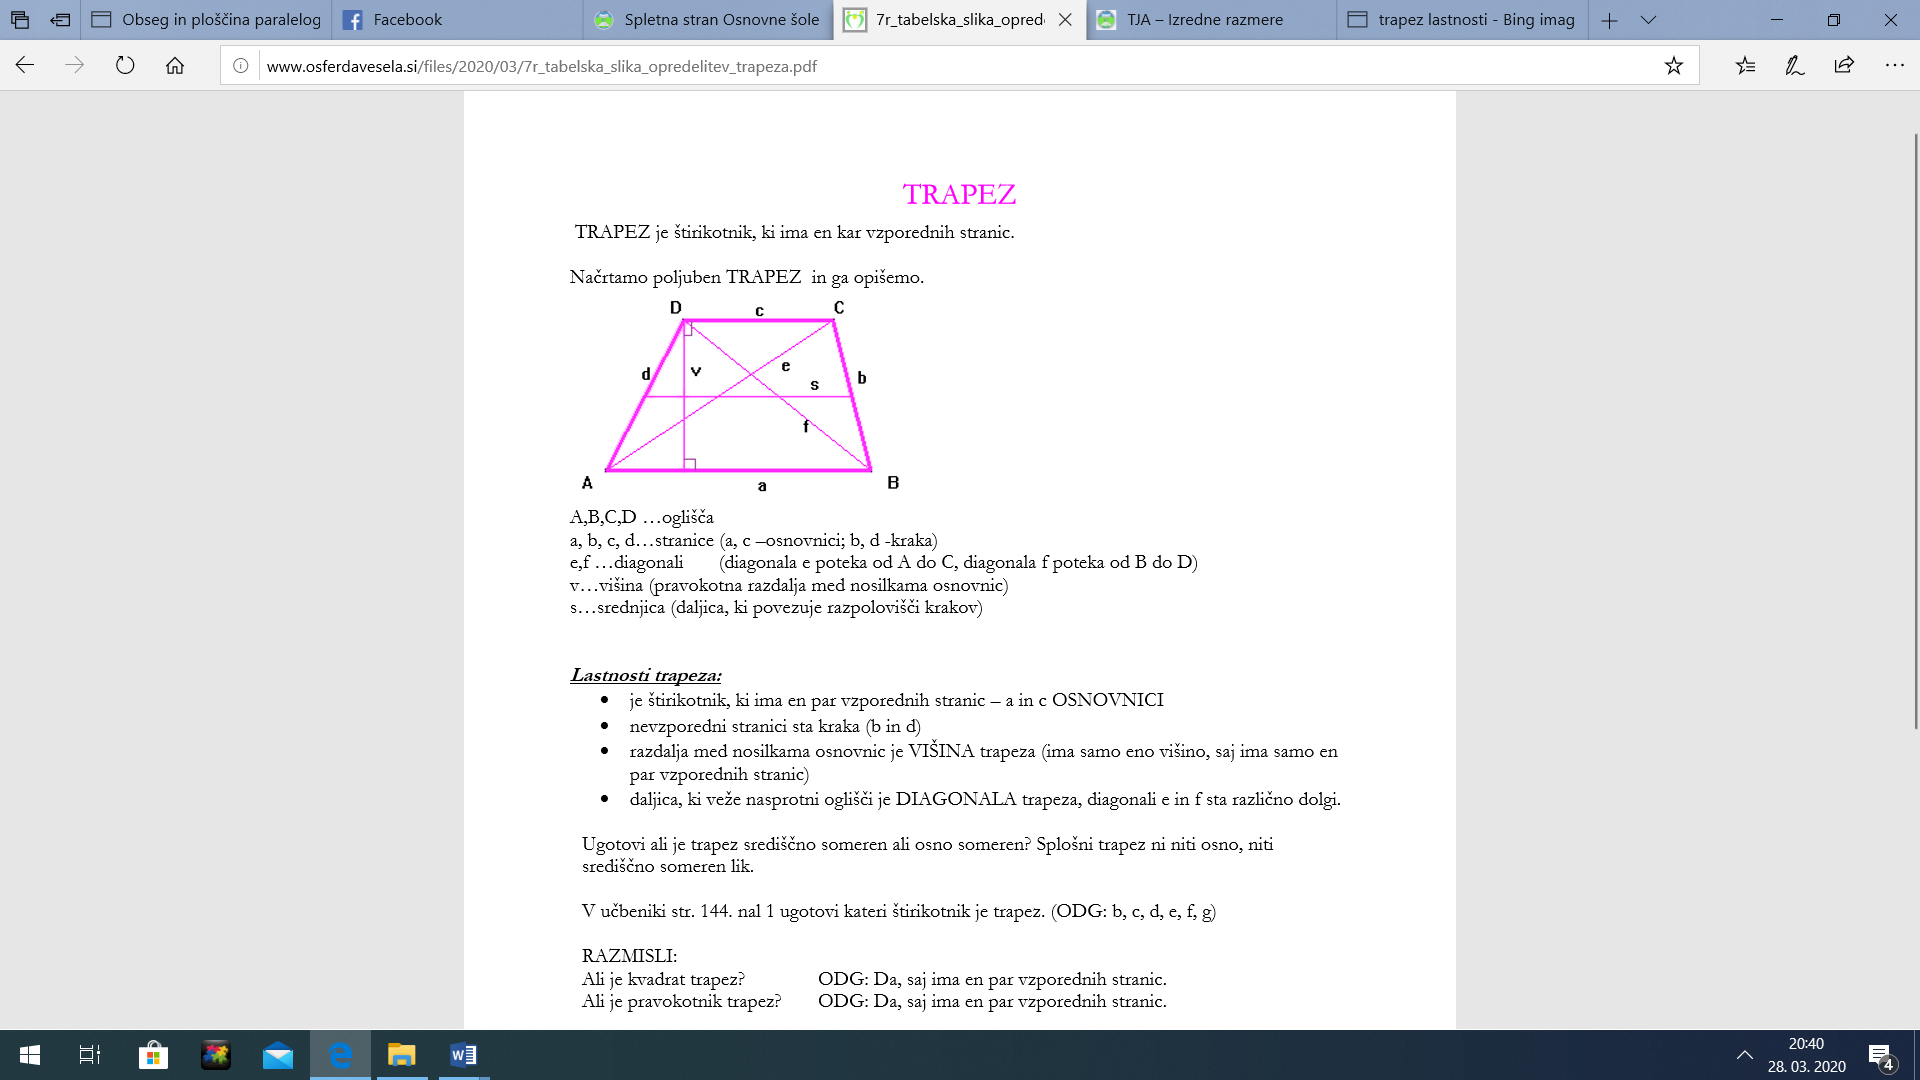 Obseg in ploščina paralelog
Facebook
Spletna stran Osnovne šole
7r_tabelska_slika_oprede
TJA – Izredne razmere
trapez lastnosti - Bing imag
www.osferdavesela.si/files/2020/03/7r_tabelska_slika_opredelitev_trapeza.pdf
TRAPEZ
TRAPEZ je štirikotnik, ki ima en kar vzporednih stranic.
Načrtamo poljuben TRAPEZ in ga opišemo.
D c C
d v e s b
f
A a B
A,B,C,D …oglišča
a, b, c, d…stranice (a, c –osnovnici; b, d -kraka)
e,f …diagonali (diagonala e poteka od A do C, diagonala f poteka od B do D)
v…višina (pravokotna razdalja med nosilkama osnovnic)
s…srednjica (daljica, ki povezuje razpolovišči krakov)
Lastnosti trapeza:
• je štirikotnik, ki ima en par vzporednih stranic – a in c OSNOVNICI
• nevzporedni stranici sta kraka (b in d)
• razdalja med nosilkama osnovnic je VIŠINA trapeza (ima samo eno višino, saj ima samo en
par vzporednih stranic)
• daljica, ki veže nasprotni oglišči je DIAGONALA trapeza, diagonali e in f sta različno dolgi.
Ugotovi ali je trapez središčno someren ali osno someren? Splošni trapez ni niti osno, niti
središčno someren lik.
V učbeniki str. 144. nal 1 ugotovi kateri štirikotnik je trapez. (ODG: b, c, d, e, f, g)
RAZMISLI:
Ali je kvadrat trapez? ODG: Da, saj ima en par vzporednih stranic.
Ali je pravokotnik trapez? ODG: Da, saj ima en par vzporednih stranic.
20:40
28. 03. 2020
4